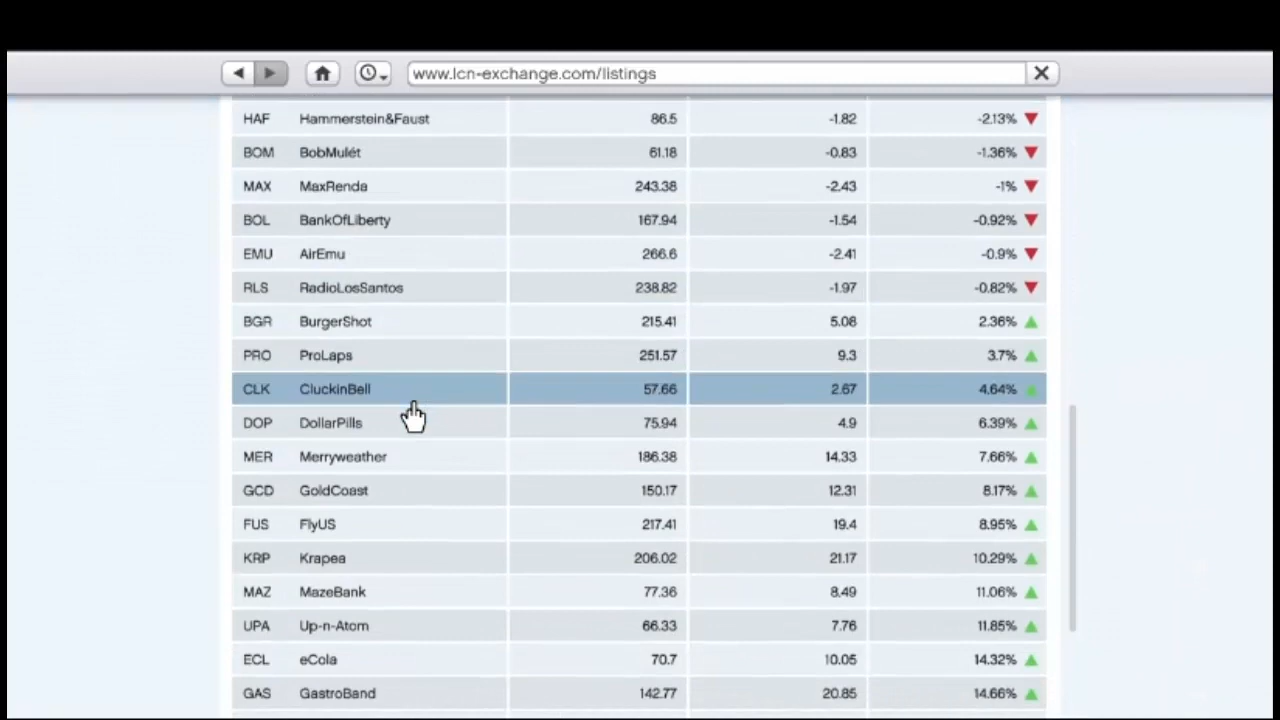 www.lcn-exchange.com/listings
HAF Hammerstein&Faust 86.5 -1.82 -2.13%
BOM BobMulét 61.18 -0.83 -1.36%
MAX MaxRenda 243.38 -2.43 -1%
BOL BankOfLiberty 167.94 -1.54 -0.92%
EMU AirEmu 266.6 -2.41 -0.9%
RLS RadioLosSantos 238.82 -1.97 -0.82%
BGR BurgerShot 215.41 5.08 2.36%
PRO ProLaps 251.57 9.3 3.7%
CLK CluckinBell 57.66 2.67 4.64%
DOP DollarPills 75.94 4.9 6.39%
MER Merryweather 186.38 14.33 7.66%
GCD GoldCoast 150.17 12.31 8.17%
FUS FlyUS 217.41 19.4 8.95%
KRP Krapea 206.02 21.17 10.29%
MAZ MazeBank 77.36 8.49 11.06%
UPA Up-n-Atom 66.33 7.76 11.85%
ECL eCola 70.7 10.05 14.32%
GAS GastroBand 142.77 20.85 14.66%